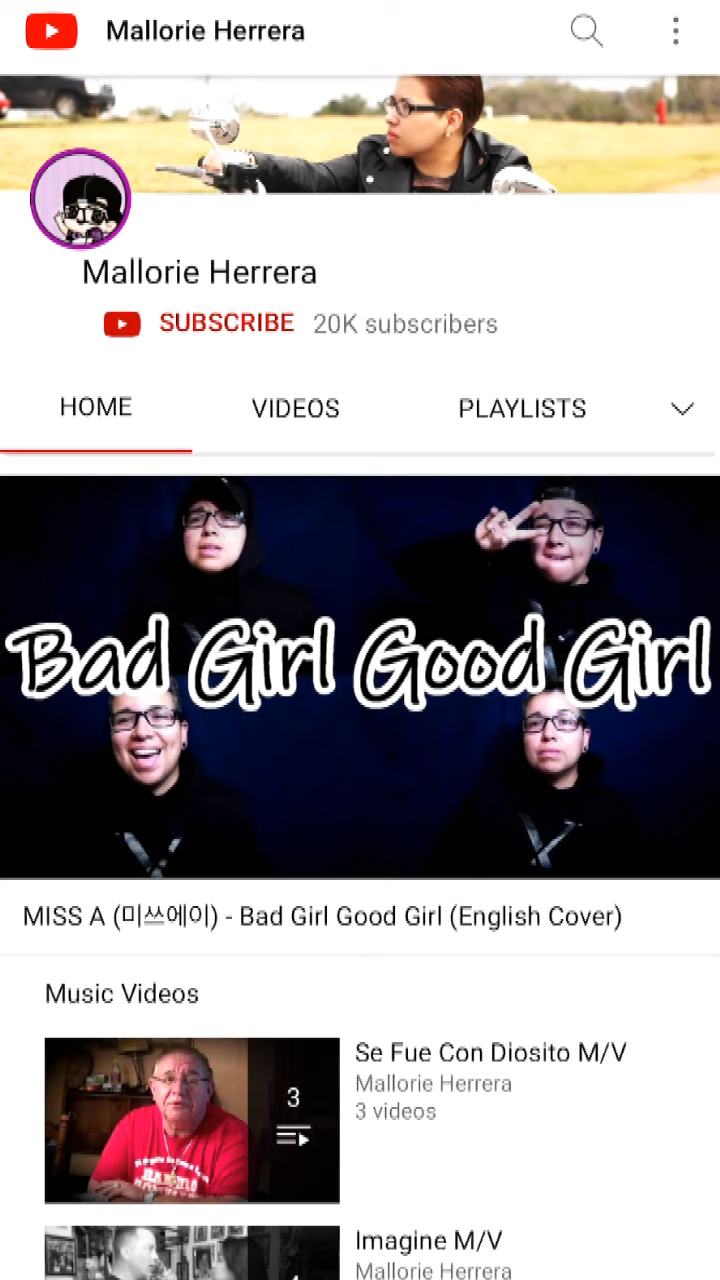 Mallorie Herrera
Mallorie Herrera
SUBSCRIBE 20K subscribers
HOME VIDEOS PLAYLISTS
Bad Girl Good Girl
MISS A (미쓰에이) - Bad Girl Good Girl (English Cover)
Music Videos
3
Se Fue Con Diosito M/V
Mallorie Herrera
3 videos
Imagine M/V
Mallorie Herrera